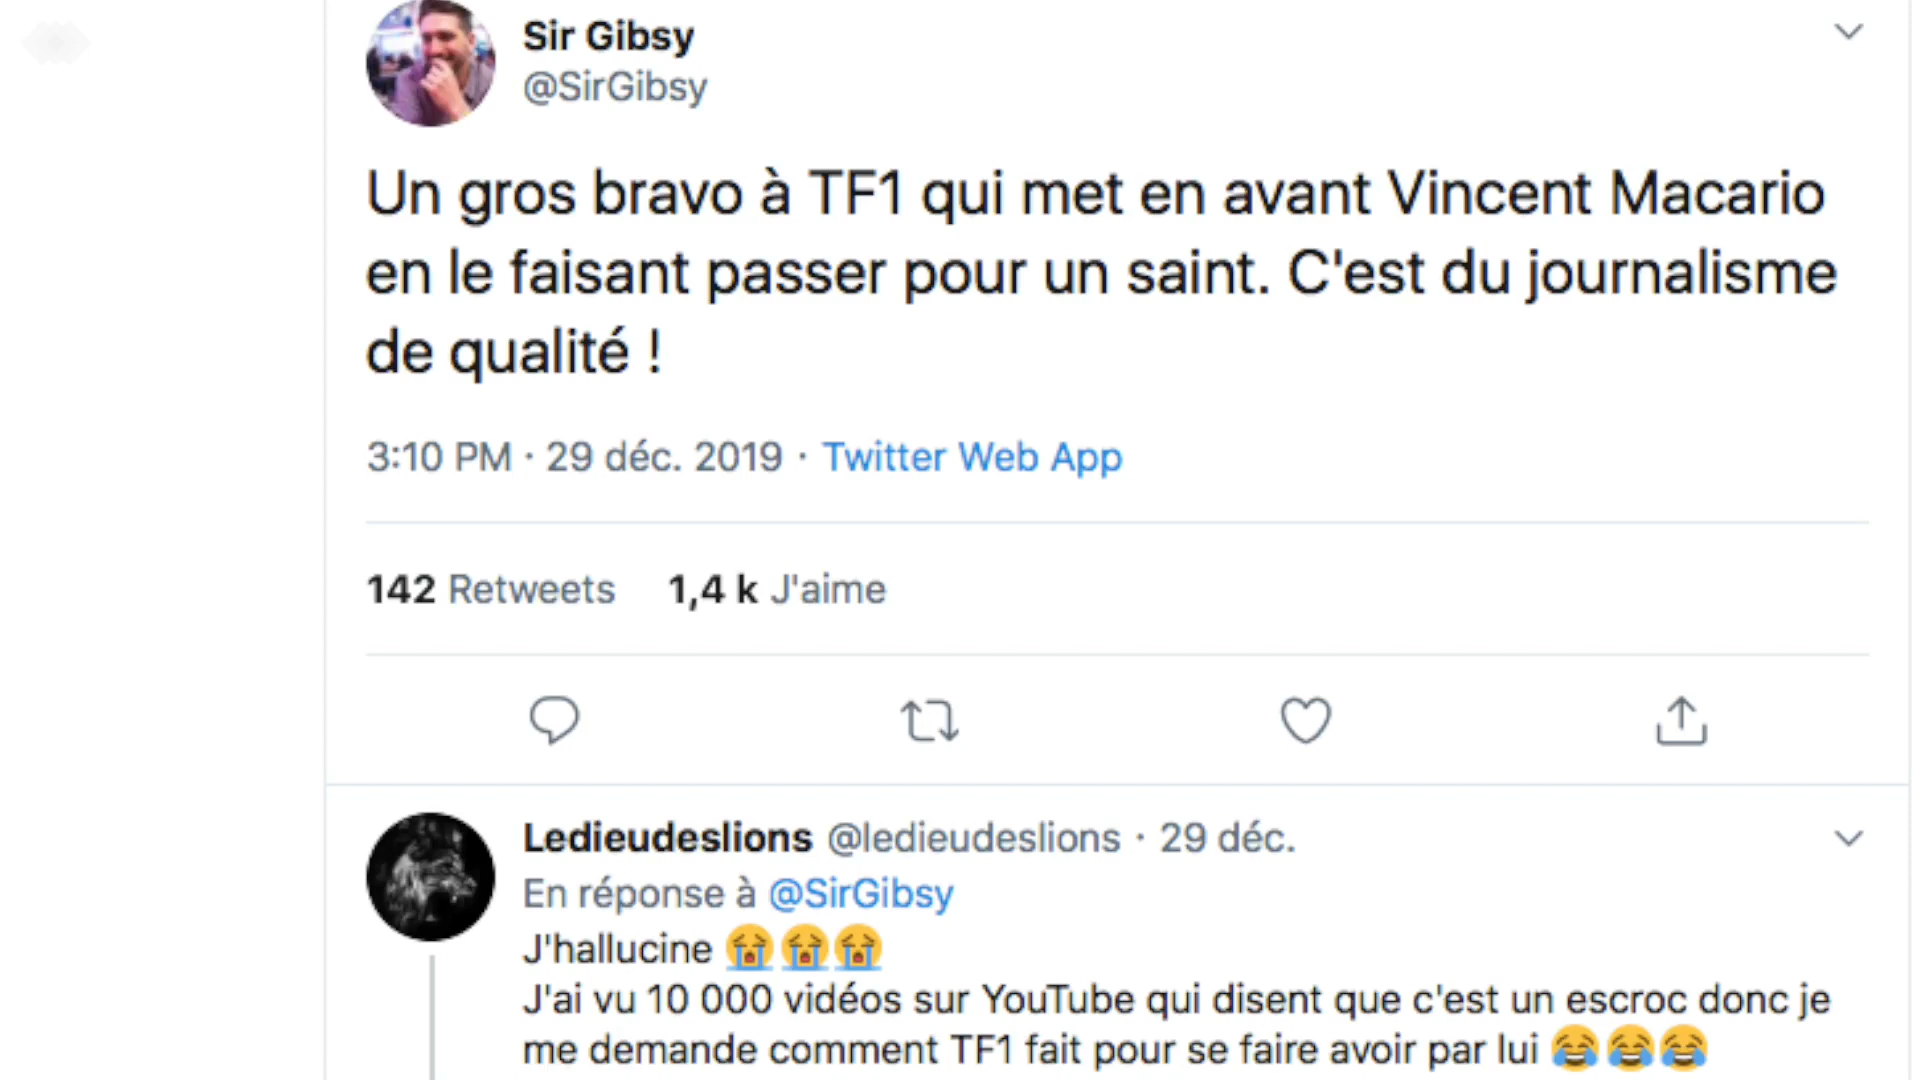 Sir Gibsy
@SirGibsy
Un gros bravo à TF1 qui met en avant Vincent Macario
en le faisant passer pour un saint. C'est du journalisme
de qualité !
3:10 PM · 29 déc. 2019 · Twitter Web App
142 Retweets 1,4 k J'aime
Ledieudeslions @ledieudeslions · 29 déc.
En réponse à @SirGibsy
J'hallucine 😭😭😭
J'ai vu 10 000 vidéos sur YouTube qui disent que c'est un escroc donc je
me demande comment TF1 fait pour se faire avoir par lui 😂😂😂